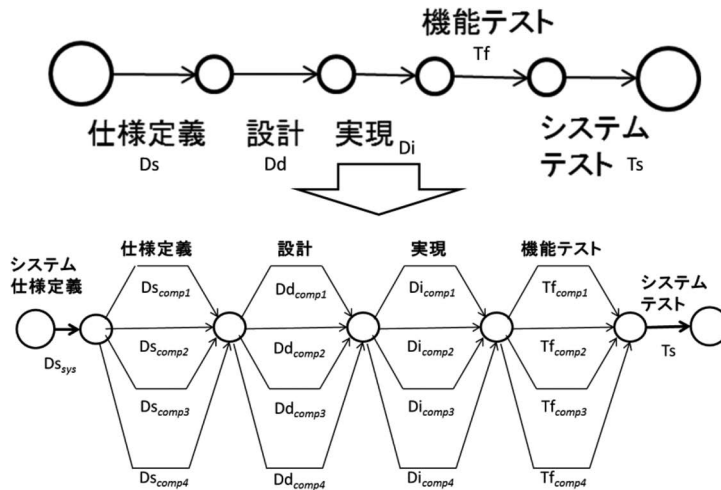 機能テスト
Tf
仕様定義
Ds
設計
Dd
実現
Di
システム
テスト
Ts
システム
仕様定義
Ds_sys
仕様定義
Ds_comp1
Ds_comp2
Ds_comp3
Ds_comp4
設計
Dd_comp1
Dd_comp2
Dd_comp3
Dd_comp4
実現
Di_comp1
Di_comp2
Di_comp3
Di_comp4
機能テスト
Tf_comp1
Tf_comp2
Tf_comp3
Tf_comp4
システム
テスト
Ts